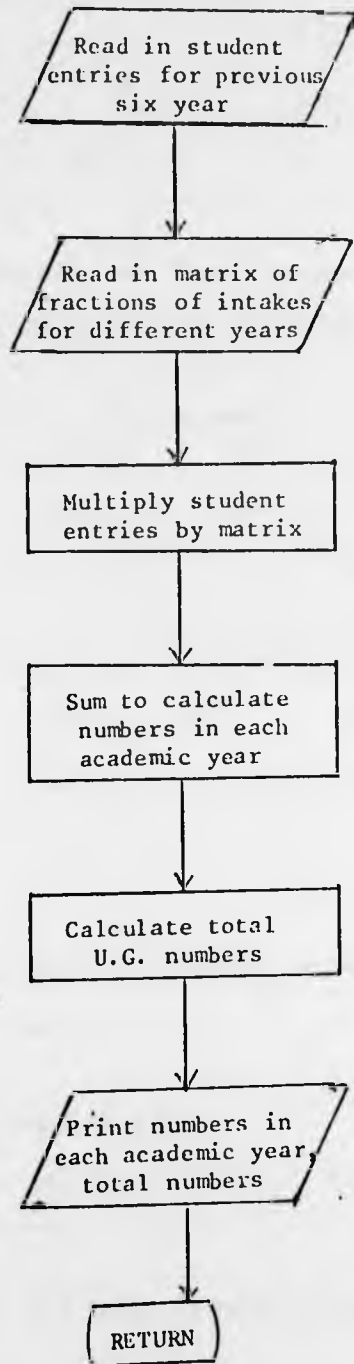 Read in student
entries for previous
six year
Read in matrix of
fractions of intakes
for different years
Multiply student
entries by matrix
Sum to calculate
numbers in each
academic year
Calculate total
U.G. numbers
Print numbers in
each academic year,
total numbers
RETURN